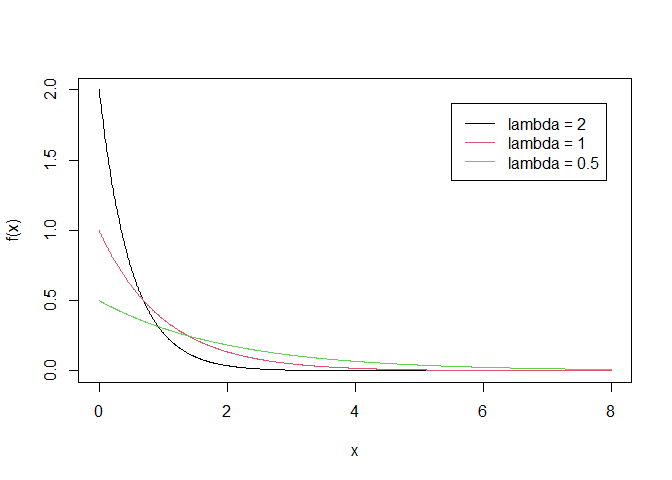 f(x)
2.0
1.5
1.0
0.5
0.0
lambda = 2
lambda = 1
lambda = 0.5
0 2 4 6 8
x